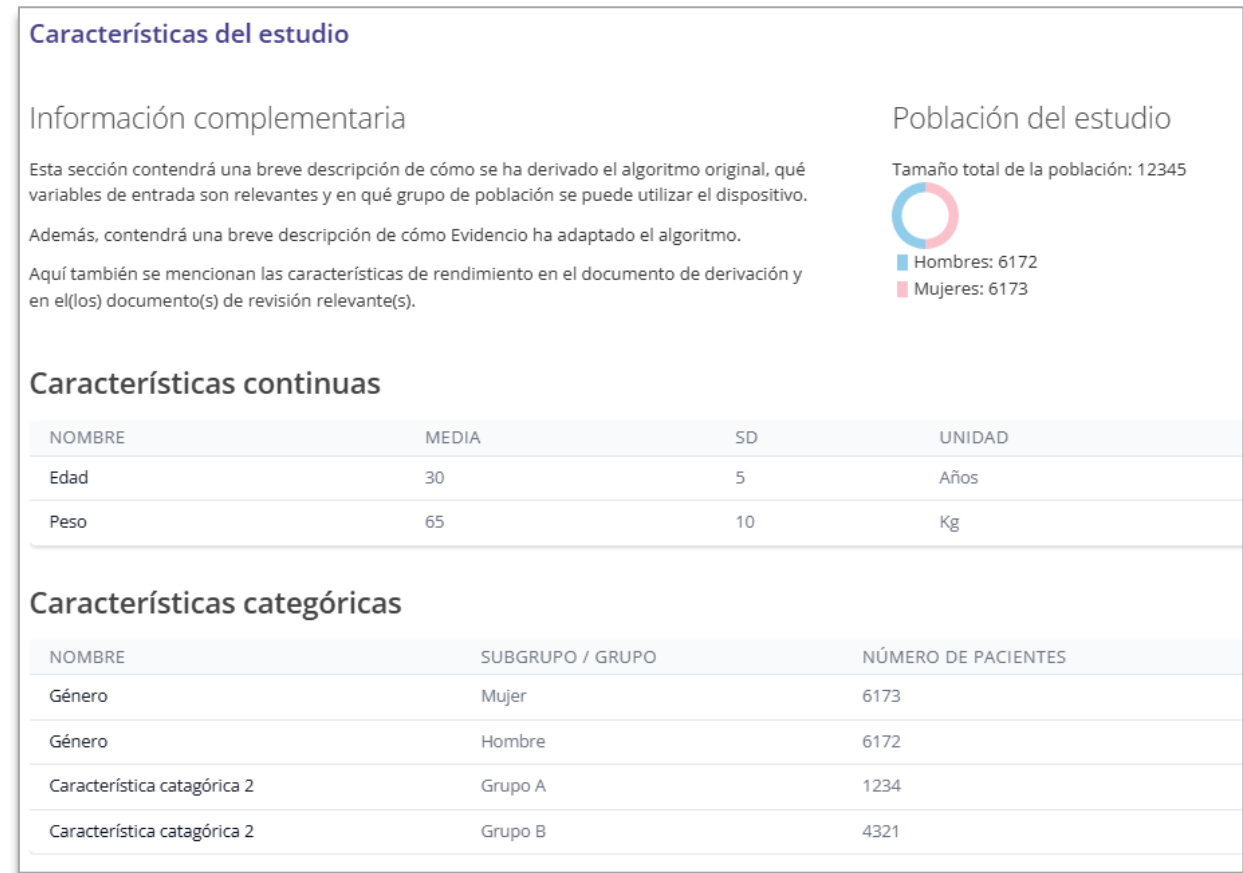 Características del estudio
Información complementaria
Esta sección contendrá una breve descripción de cómo se ha derivado el algoritmo original, qué
variables de entrada son relevantes y en qué grupo de población se puede utilizar el dispositivo.
Además, contendrá una breve descripción de cómo Evidencio ha adaptado el algoritmo.
Aquí también se mencionan las características de rendimiento en el documento de derivación y
en el(los) documento(s) de revisión relevante(s).
Población del estudio
Tamaño total de la población: 12345
Hombres: 6172
Mujeres: 6173
Características continuas
NOMBRE MEDIA SD UNIDAD
Edad 30 5 Años
Peso 65 10 Kg
Características categóricas
NOMBRE SUBGRUPO / GRUPO NÚMERO DE PACIENTES
Género Mujer 6173
Género Hombre 6172
Característica catagórica 2 Grupo A 1234
Característica catagórica 2 Grupo B 4321